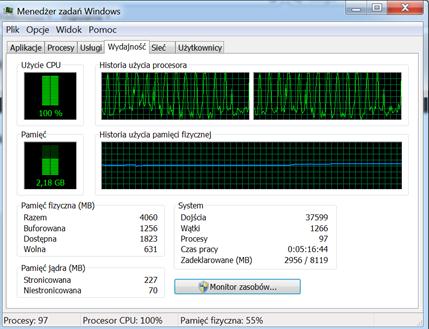 Menedżer zadań Windows
Plik Opcje Widok Pomoc
Aplikacje Procesy Usługi Wydajność Sieć Użytkownicy
Użycie CPU
100 %
Historia użycia procesora
Pamięć
2,18 GB
Historia użycia pamięci fizycznej
Pamięć fizyczna (MB)
Razem 4060
Buforowana 1256
Dostępna 1823
Wolna 631
Pamięć jądra (MB)
Stronicowana 227
Niestronicowana 70
System
Dojścia 37599
Wątki 1266
Procesy 97
Czas pracy 0:05:16:44
Zadeklarowane (MB) 2956 / 8119
Monitor zasobów...
Procesy: 97 Procesor CPU: 100% Pamięć fizyczna: 55%